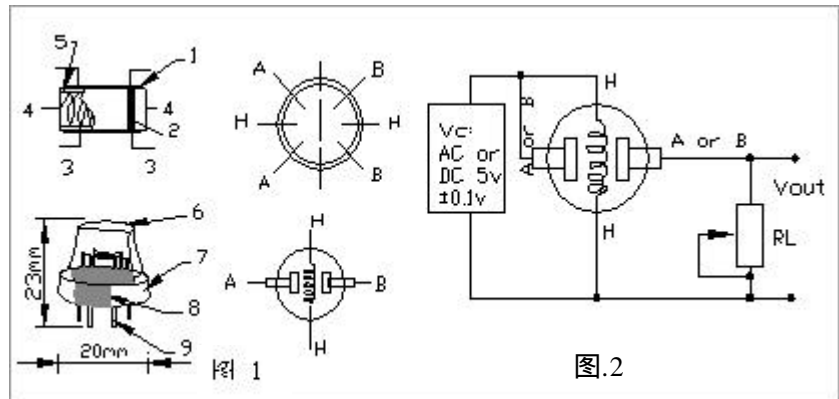 5
1
4
4
2
3
3
A
B
H
H
A
B
6
7
8
9
23mm
20mm
图 1
H
A
B
H
Vc:
AC or
DC 5v
±0.1v
A or B
H
H
A or B
Vout
RL
图.2